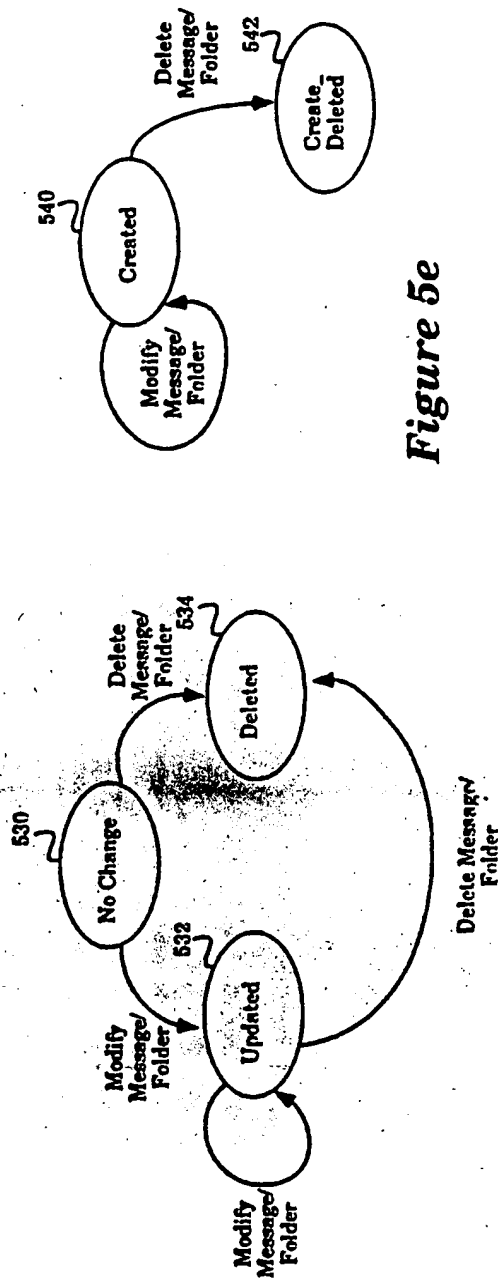 530
No Change
Modify
Message/
Folder
Delete
Message/
Folder
532
Updated
534
Deleted
Modify
Message/
Folder
Delete Message/
Folder
540
Created
Modify
Message/
Folder
Delete
Message/
Folder
542
Create_
Deleted
Figure 5e